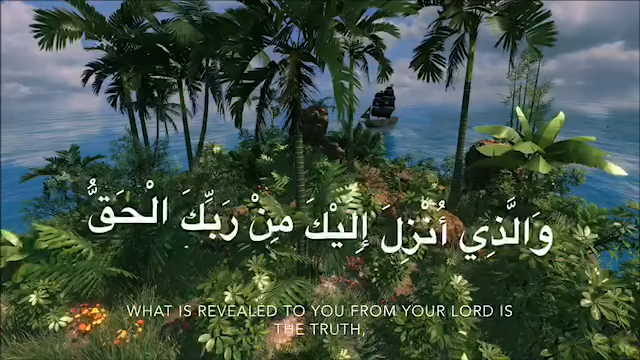 وَالَّذِي أُنْزِلَ إِلَيْكَ مِنْ رَبِّكَ الْحَقُّ
WHAT IS REVEALED TO YOU FROM YOUR LORD IS
THE TRUTH,